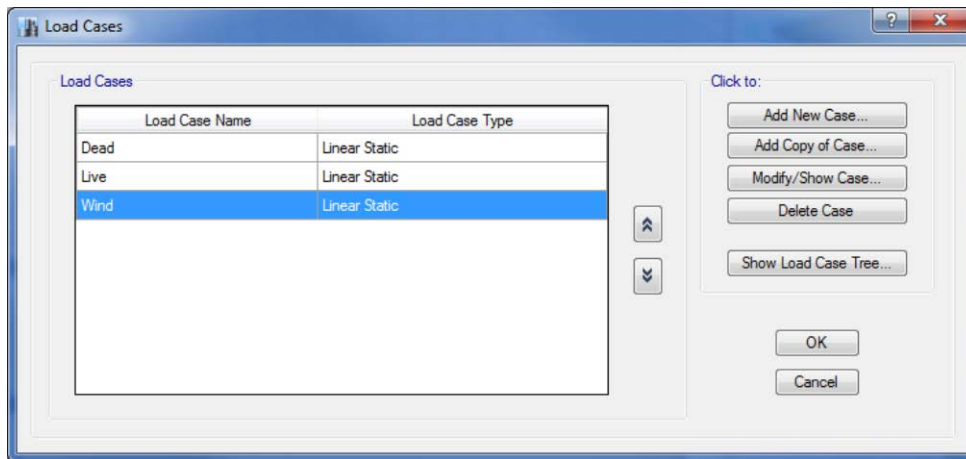 Load Cases
?
X
Load Cases
Load Case Name Load Case Type
Dead Linear Static
Live Linear Static
Wind Linear Static
Click to:
Add New Case...
Add Copy of Case...
Modify/Show Case...
Delete Case
Show Load Case Tree...
OK
Cancel